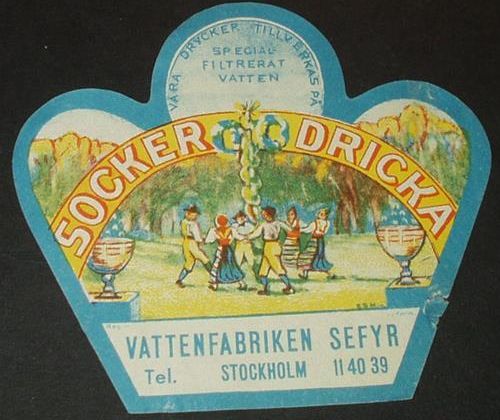 VÅRA DRYCKER TILLVERKAS PÅ
SPECIAL-
FILTRERAT
VATTEN
SOCKER DRICKA
VATTENFABRIKEN SEFYR
Tel. STOCKHOLM 11 40 39